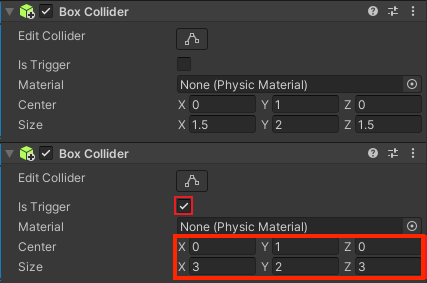 Box Collider
Edit Collider
Is Trigger
Material None (Physic Material)
Center X 0 Y 1 Z 0
Size X 1.5 Y 2 Z 1.5
Box Collider
Edit Collider
Is Trigger
Material None (Physic Material)
Center X 0 Y 1 Z 0
Size X 3 Y 2 Z 3